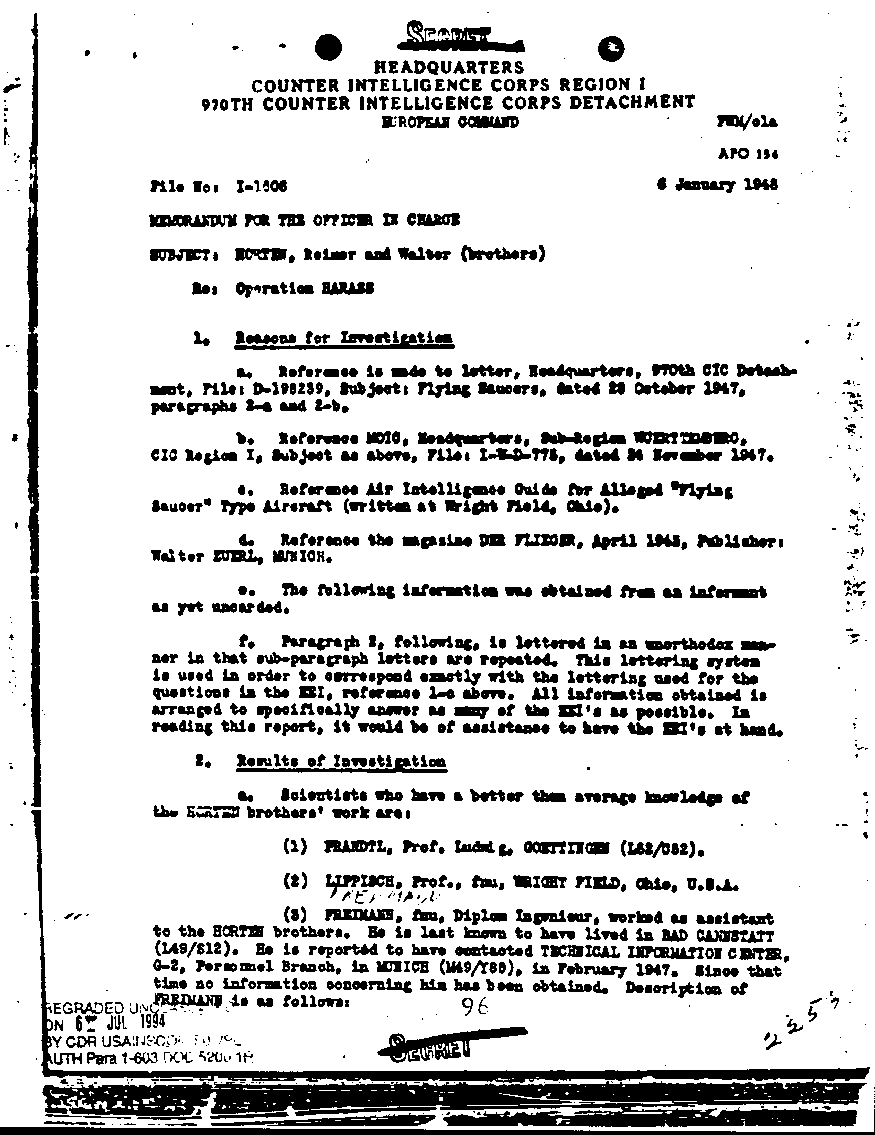 SECRET
HEADQUARTERS
COUNTER INTELLIGENCE CORPS REGION I
970TH COUNTER INTELLIGENCE CORPS DETACHMENT
EUROPEAN COMMAND
APO 154
File No: I-1606
6 January 1948
MEMORANDUM FOR THE OFFICER IN CHARGE
SUBJECT: HORTEN, Reimar and Walter (brothers)
Re: Operation HARASS
1. Reasons for Investigation
a. Reference is made to letter, Headquarters, 970th CIC Detach-
ment, File: D-198239, Subject: Flying Saucers, dated 28 October 1947,
paragraphs 2-a and 2-b.
b. Reference MOIC, Headquarters, Sub-Region WUERTTEMBERG,
CIC Region I, Subject as above, File: I-W-D-775, dated 24 November 1947.
c. Reference Air Intelligence Guide for Alleged "Flying
Saucer" Type Aircraft (written at Wright Field, Ohio).
d. Reference the magazine DER FLIEGER, April 1943, Publisher:
Walter ZUERL, MUNICH.
e. The following information was obtained from an informant
as yet uncarded.
f. Paragraph 2, following, is lettered in an unorthodox man-
ner in that sub-paragraph letters are repeated. This lettering system
is used in order to correspond exactly with the lettering used for the
questions in the EEI, reference 1-c above. All information obtained is
arranged to specifically answer as many of the EEI's as possible. In
reading this report, it would be of assistance to have the EEI's at hand.
2. Results of Investigation
a. Scientists who have a better than average knowledge of
the HORTEN brothers' work are:
(1) PRANDTL, Prof. Ludwig, GOETTINGEN (L52/C52).
(2) LIPPISCH, Prof., fnu, WRIGHT FIELD, Ohio, U.S.A.
(3) FREIMANN, fnu, Diplom Ingenieur, worked as assistant
to the HORTEN brothers. He is last known to have lived in BAD CANNSTATT
(L49/S12). He is reported to have contacted TECHNICAL INFORMATION CENTER,
G-2, Personnel Branch, in MUNICH (M49/Y88), in February 1947. Since that
time no information concerning him has been obtained. Description of
FREIMANN is as follows:
96
REGRADED
ON 6 JUL 1994
BY CDR USAINSCOM
AUTH Para 1-603 DOC 5200 1R
SECRET